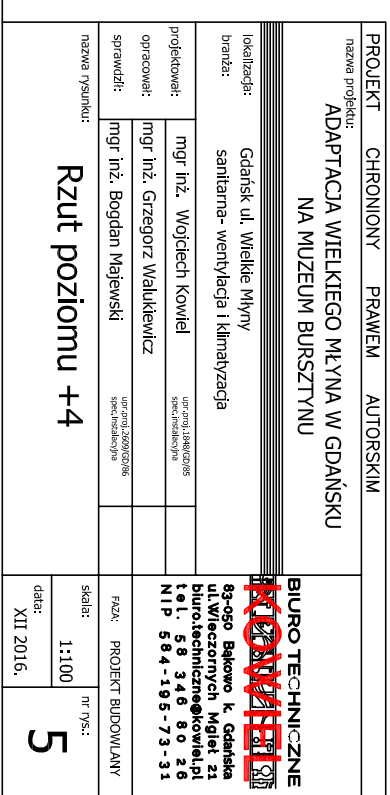 PROJEKT CHRONIONY PRAWEM AUTORSKIM
nazwa projektu:
ADAPTACJA WIELKIEGO MŁYNA W GDAŃSKU
NA MUZEUM BURSZTYNU
lokalizacja: Gdańsk ul. Wielkie Młyny
branża: sanitarna- wentylacja i klimatyzacja
BIURO TECHNICZNE
KOWIEL
83-050 Bąkowo k. Gdańska
ul.Wieczornych Mgieł 21
biuro.techniczne@kowiel.pl
tel. 58 346 80 26
NIP 584-195-73-31
projektował: mgr inż. Wojciech Kowiel upr.proj.1848/GD/85
spec.instalacyjna
opracował: mgr inż. Grzegorz Walukiewicz
sprawdził: mgr inż. Bogdan Majewski upr.proj.2609/GD/86
spec.instalacyjna
FAZA: PROJEKT BUDOWLANY
nazwa rysunku:
Rzut poziomu +4
skala: 1:100
data: XII 2016.
nr rys.:
5